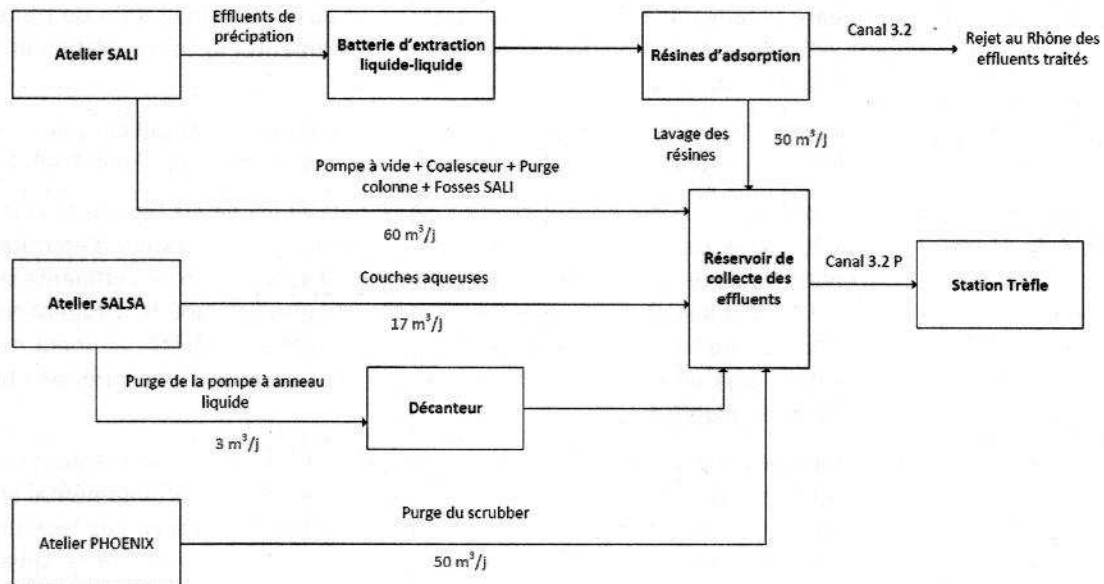 Atelier SALI
Effluents de
précipation
Batterie d'extraction
liquide-liquide
Résines d'adsorption
Canal 3.2
Rejet au Rhône des
effluents traités
Lavage des
résines
50 m³/j
Pompe à vide + Coalesceur + Purge
colonne + Fosses SALI
60 m³/j
Réservoir de
collecte des
effluents
Canal 3.2 P
Station Trèfle
Atelier SALSA
Couches aqueuses
17 m³/j
Purge de la pompe à anneau
liquide
3 m³/j
Décanteur
Atelier PHOENIX
Purge du scrubber
50 m³/j